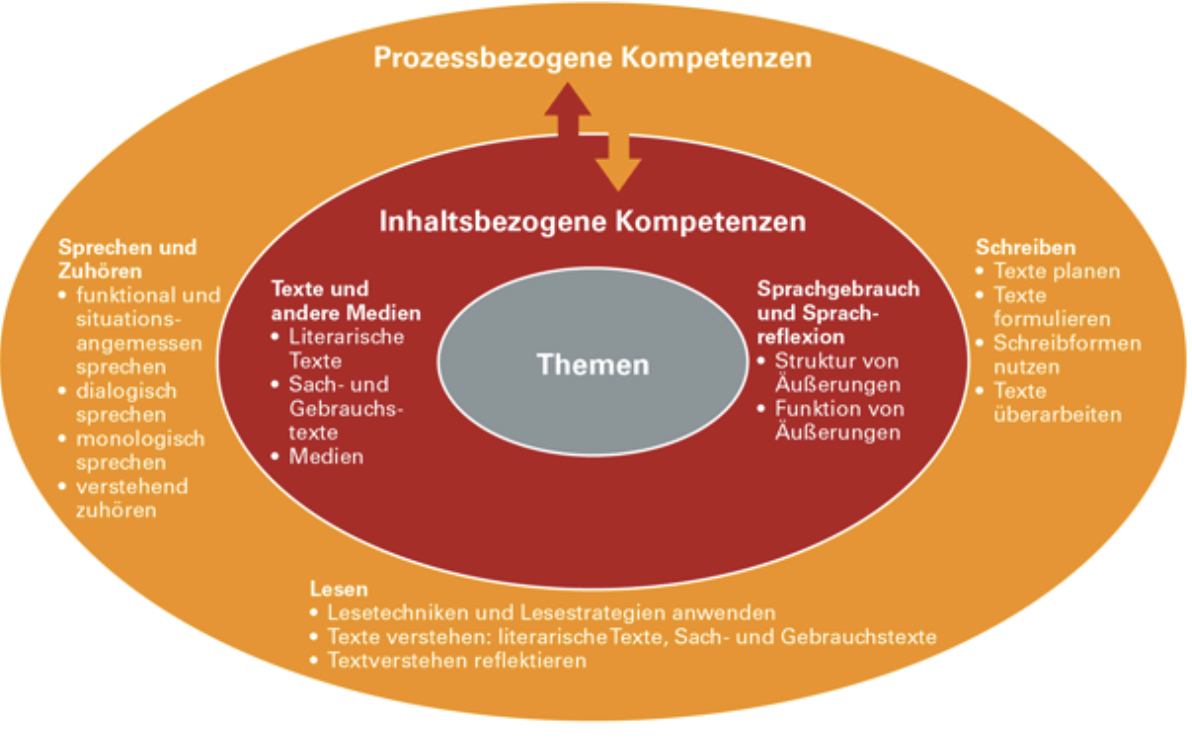 Prozessbezogene Kompetenzen
Inhaltsbezogene Kompetenzen
Sprechen und
Zuhören
• funktional und
situations-
angemessen
sprechen
• dialogisch
sprechen
• monologisch
sprechen
• verstehend
zuhören
Texte und
andere Medien
• Literarische
Texte
• Sach- und
Gebrauchs-
texte
• Medien
Themen
Sprachgebrauch
und Sprach-
reflexion
• Struktur von
Äußerungen
• Funktion von
Äußerungen
Schreiben
• Texte planen
• Texte
formulieren
• Schreibformen
nutzen
• Texte
überarbeiten
Lesen
• Lesetechniken und Lesestrategien anwenden
• Texte verstehen: literarische Texte, Sach- und Gebrauchstexte
• Textverstehen reflektieren